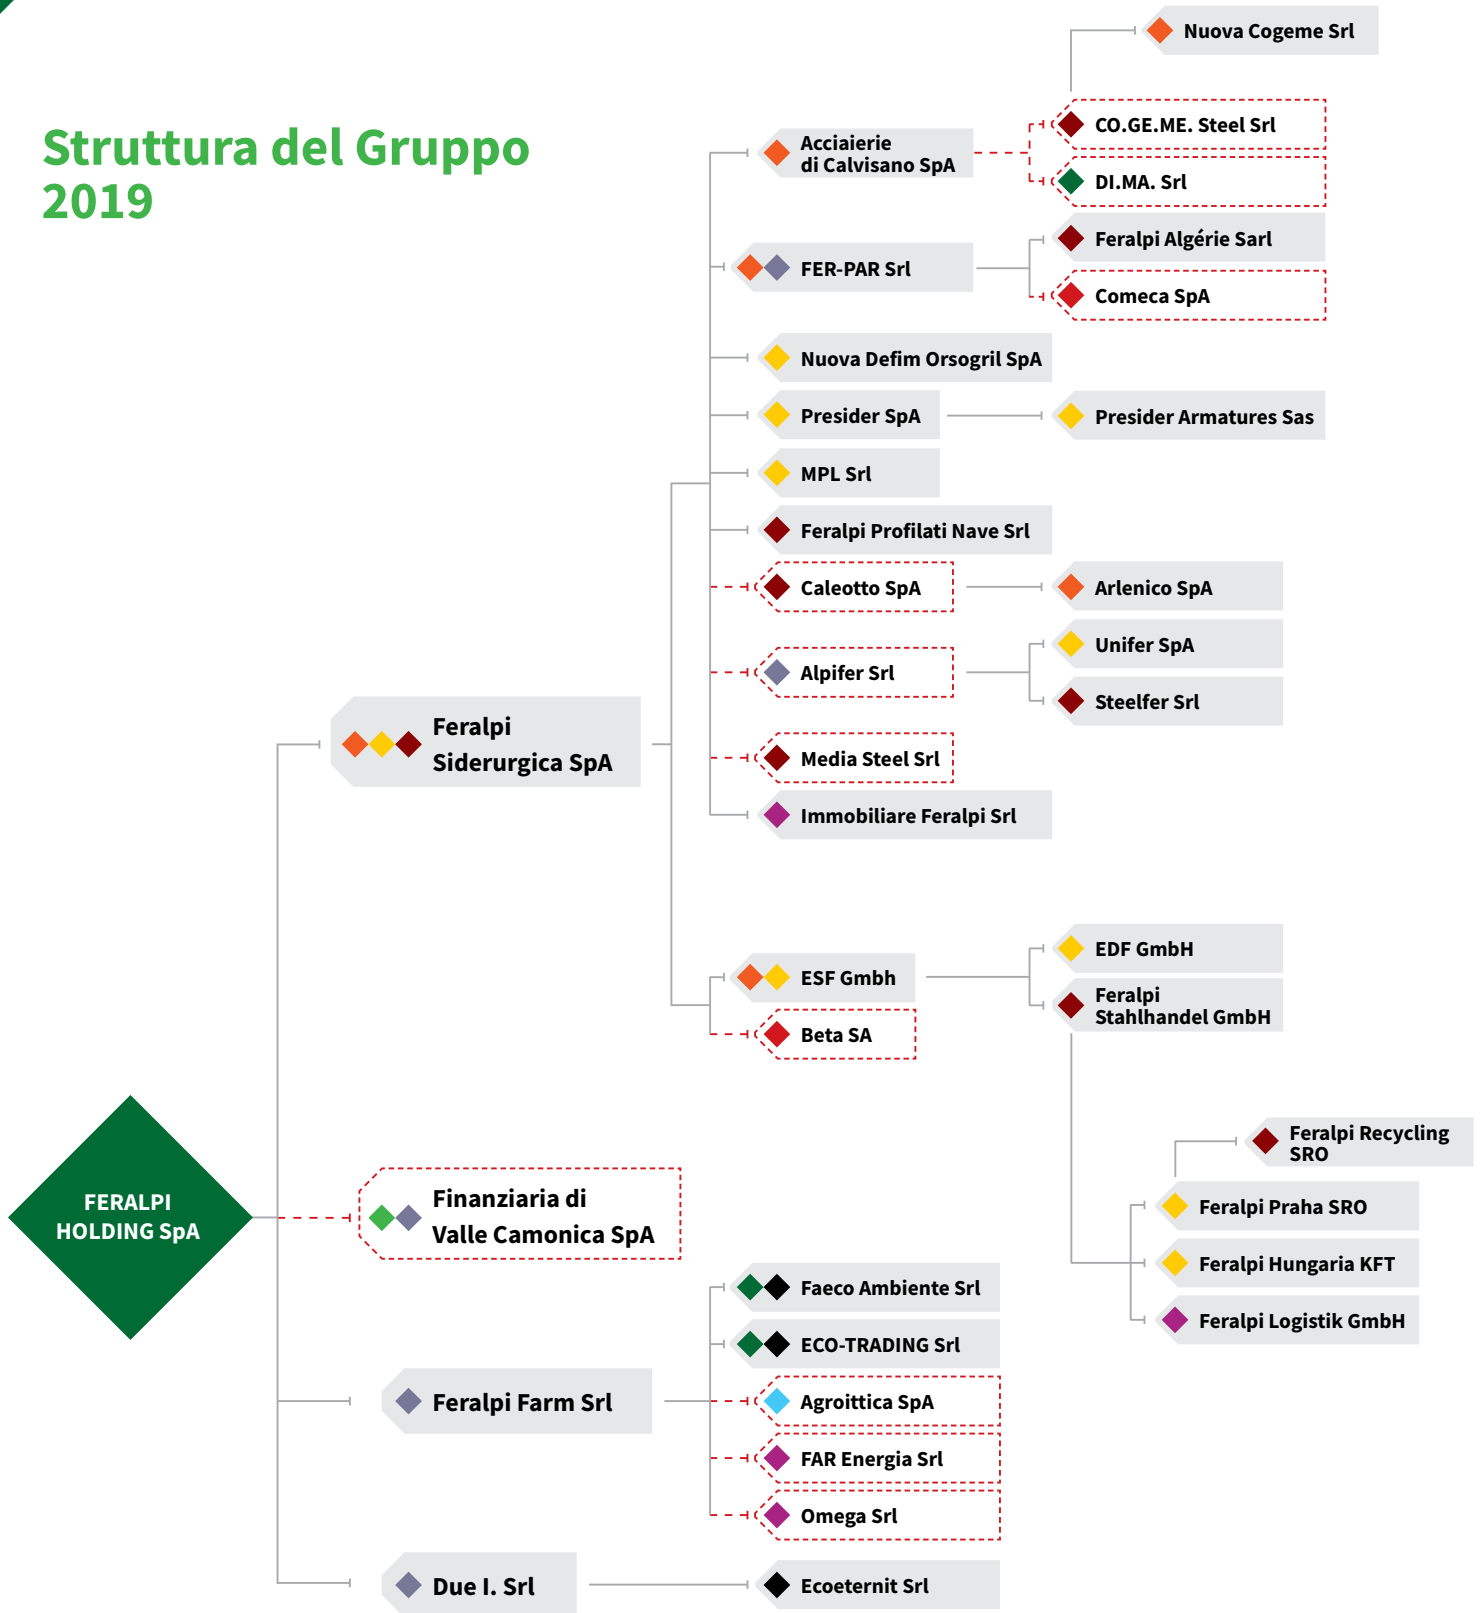 Struttura del Gruppo
2019
Nuova Cogeme Srl
Acciaierie
di Calvisano SpA
CO.GE.ME. Steel Srl
DI.MA. Srl
FER-PAR Srl
Feralpi Algérie Sarl
Comeca SpA
Nuova Defim Orsogril SpA
Presider SpA
Presider Armatures Sas
MPL Srl
Feralpi Profilati Nave Srl
Caleotto SpA
Arlenico SpA
Alpifer Srl
Unifer SpA
Steelfer Srl
Feralpi
Siderurgica SpA
Media Steel Srl
Immobiliare Feralpi Srl
ESF Gmbh
EDF GmbH
Feralpi
Stahlhandel GmbH
Beta SA
Feralpi Recycling
SRO
Feralpi Praha SRO
Feralpi Hungaria KFT
Feralpi Logistik GmbH
FERALPI
HOLDING SpA
Finanziaria di
Valle Camonica SpA
Faeco Ambiente Srl
ECO-TRADING Srl
Feralpi Farm Srl
Agroittica SpA
FAR Energia Srl
Omega Srl
Due I. Srl
Ecoeternit Srl